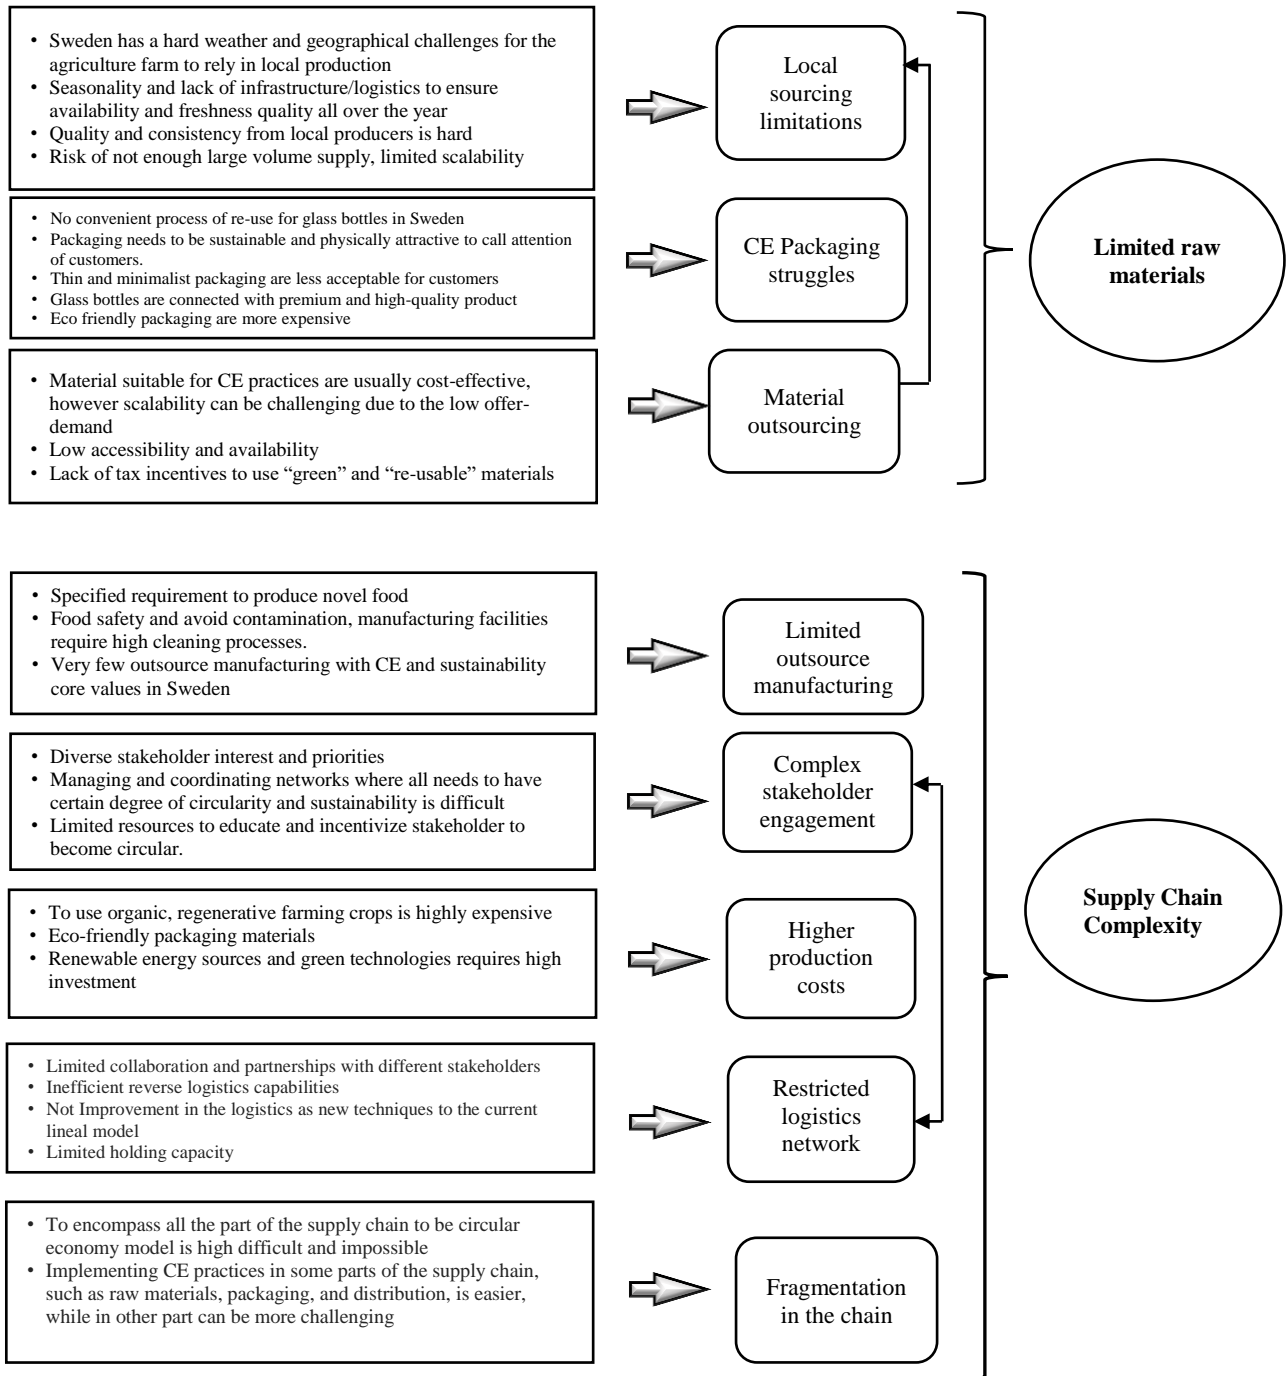 • Sweden has a hard weather and geographical challenges for the
agriculture farm to rely in local production
• Seasonality and lack of infrastructure/logistics to ensure
availability and freshness quality all over the year
• Quality and consistency from local producers is hard
• Risk of not enough large volume supply, limited scalability
Local
sourcing
limitations
• No convenient process of re-use for glass bottles in Sweden
• Packaging needs to be sustainable and physically attractive to call attention
of customers.
• Thin and minimalist packaging are less acceptable for customers
• Glass bottles are connected with premium and high-quality product
• Eco friendly packaging are more expensive
CE Packaging
struggles
• Material suitable for CE practices are usually cost-effective,
however scalability can be challenging due to the low offer-
demand
• Low accessibility and availability
• Lack of tax incentives to use “green” and “re-usable” materials
Material
outsourcing
Limited raw
materials
• Specified requirement to produce novel food
• Food safety and avoid contamination, manufacturing facilities
require high cleaning processes.
• Very few outsource manufacturing with CE and sustainability
core values in Sweden
Limited
outsource
manufacturing
• Diverse stakeholder interest and priorities
• Managing and coordinating networks where all needs to have
certain degree of circularity and sustainability is difficult
• Limited resources to educate and incentivize stakeholder to
become circular.
Complex
stakeholder
engagement
• To use organic, regenerative farming crops is highly expensive
• Eco-friendly packaging materials
• Renewable energy sources and green technologies requires high
investment
Higher
production
costs
• Limited collaboration and partnerships with different stakeholders
• Inefficient reverse logistics capabilities
• Not Improvement in the logistics as new techniques to the current
lineal model
• Limited holding capacity
Restricted
logistics
network
• To encompass all the part of the supply chain to be circular
economy model is high difficult and impossible
• Implementing CE practices in some parts of the supply chain,
such as raw materials, packaging, and distribution, is easier,
while in other part can be more challenging
Fragmentation
in the chain
Supply Chain
Complexity